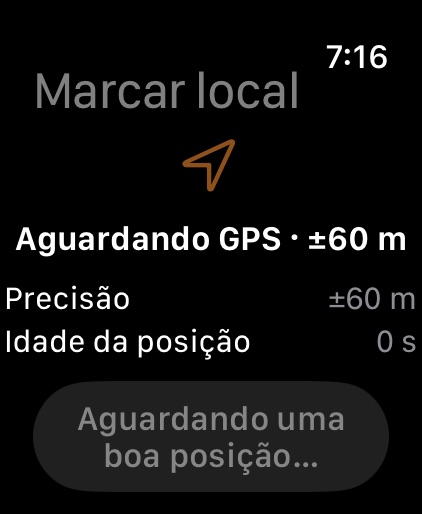 7:16
Marcar local
Aguardando GPS · ±60 m
Precisão ±60 m
Idade da posição 0 s
Aguardando uma
boa posição...